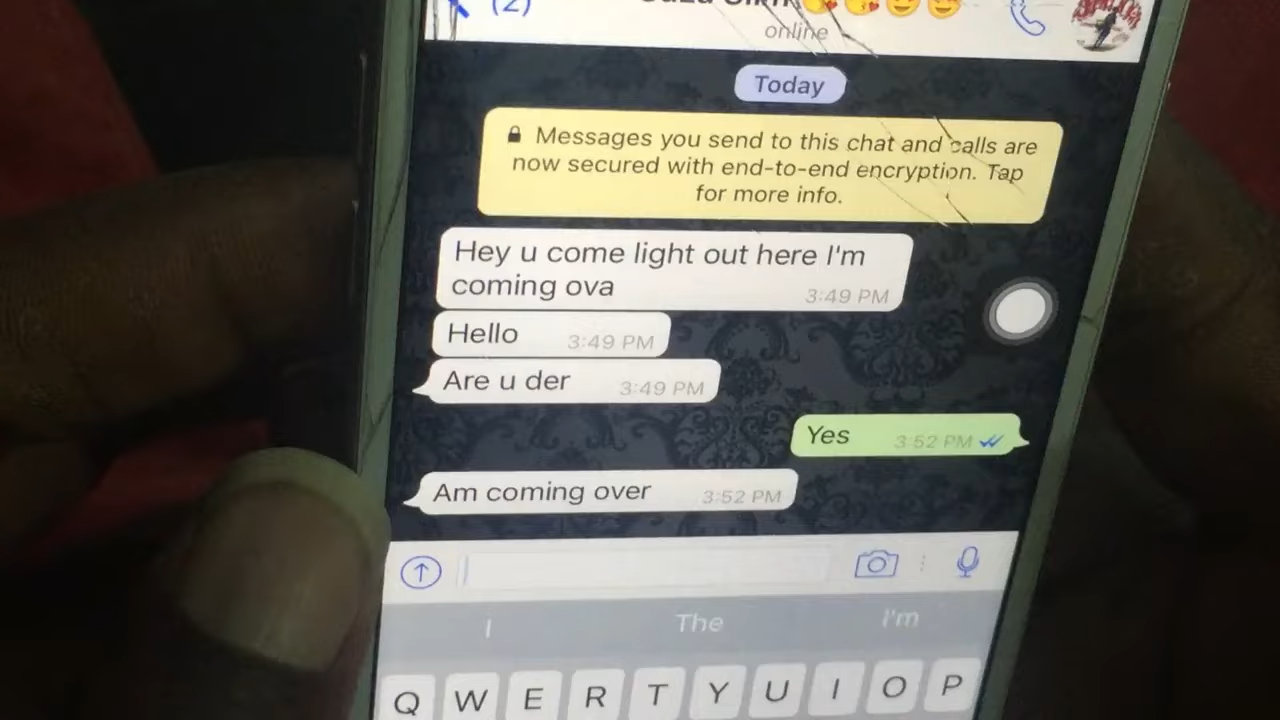 (2)
online
Today
Messages you send to this chat and calls are
now secured with end-to-end encryption. Tap
for more info.
Hey u come light out here I'm
coming ova
3:49 PM
Hello 3:49 PM
Are u der 3:49 PM
Yes 3:52 PM
Am coming over 3:52 PM
I The I'm
Q W E R T Y U I O P